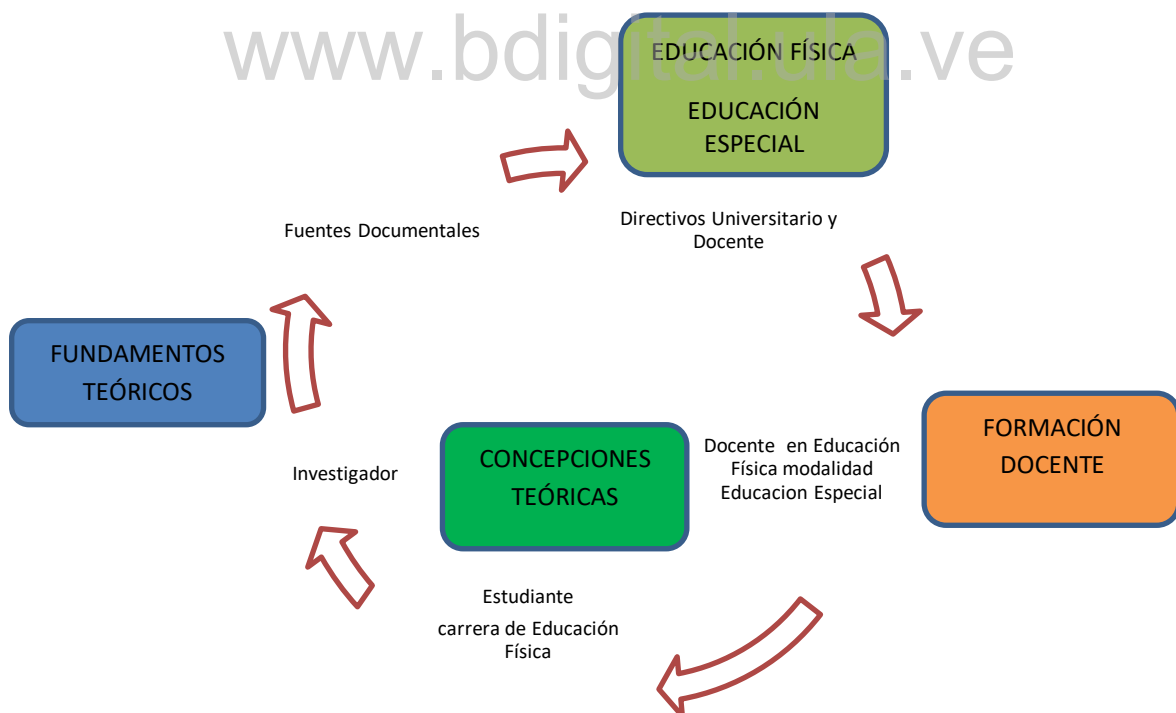 www.bdigital.ula.ve
EDUCACIÓN FÍSICA
EDUCACIÓN
ESPECIAL
Fuentes Documentales
Directivos Universitario y
Docente
FUNDAMENTOS
TEÓRICOS
FORMACIÓN
DOCENTE
Investigador
CONCEPCIONES
TEÓRICAS
Docente en Educación
Física modalidad
Educacion Especial
Estudiante
carrera de Educación
Física